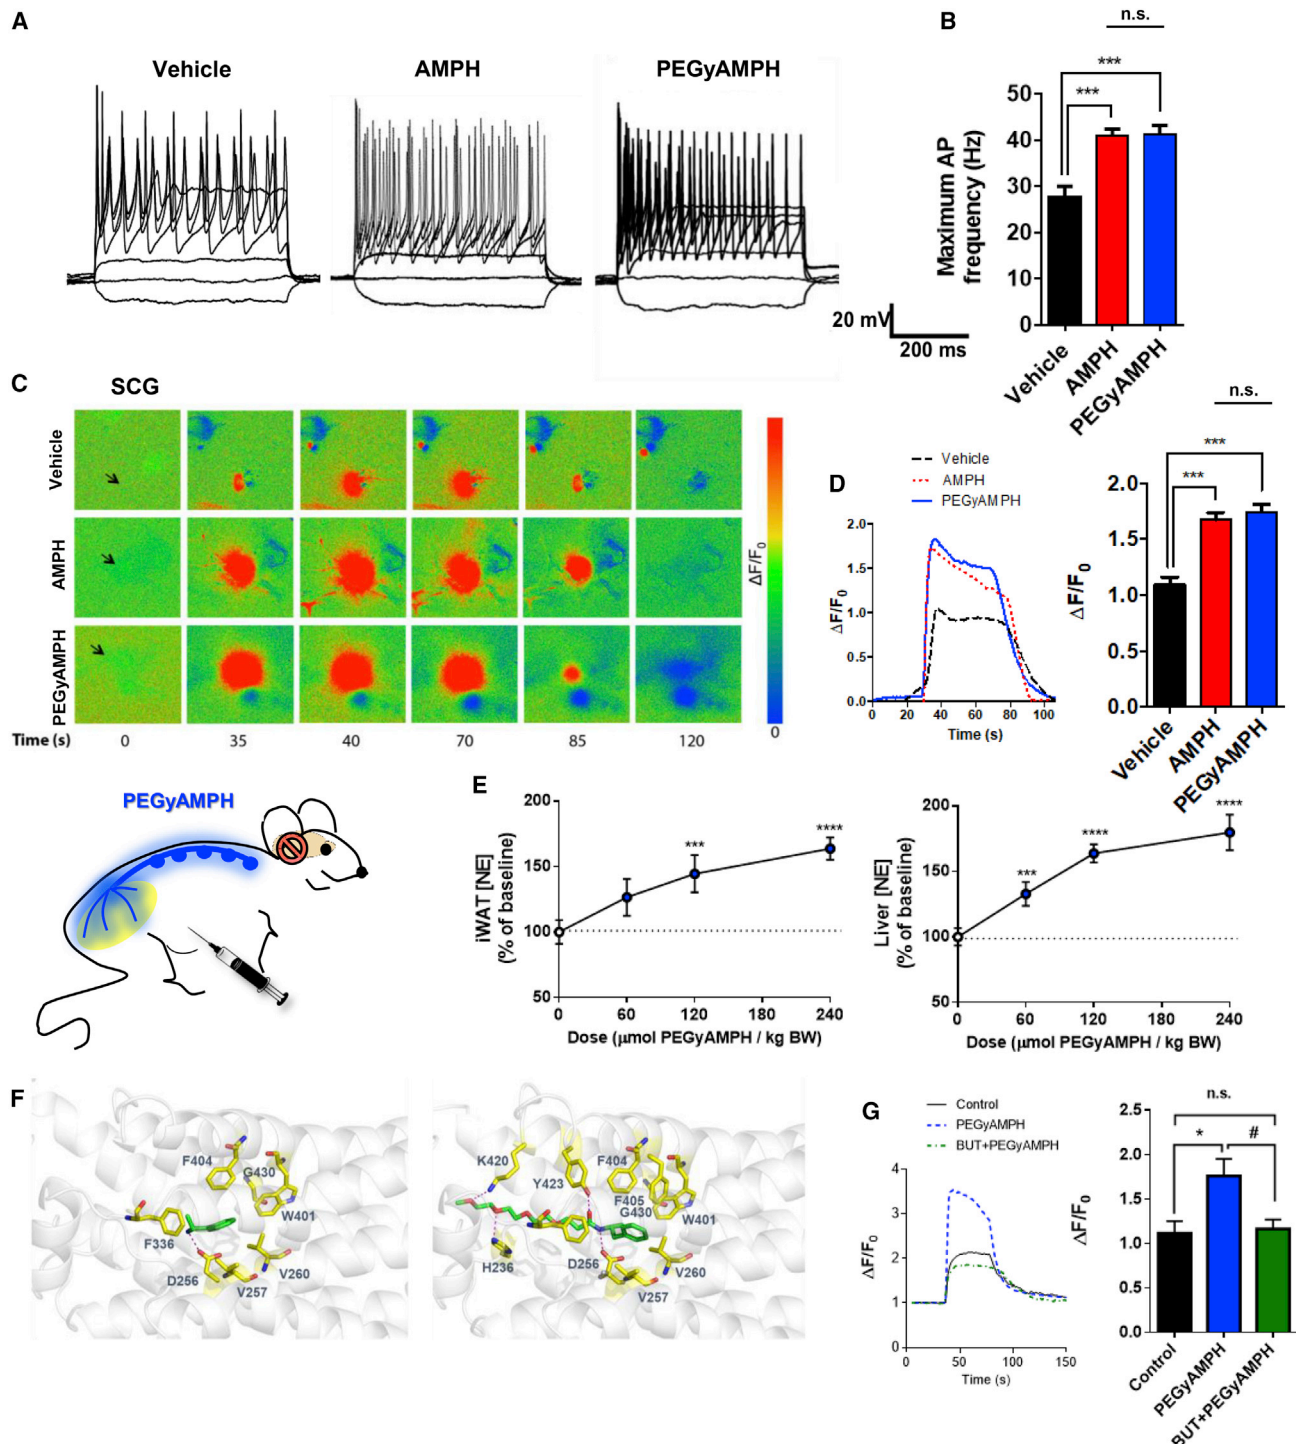 A
Vehicle
AMPH
PEGyAMPH
20 mV
200 ms
B
n.s.
***
***
Maximum AP
frequency (Hz)
50
40
30
20
10
0
Vehicle
AMPH
PEGyAMPH
C
SCG
Vehicle
AMPH
PEGyAMPH
Time (s)
0
35
40
70
85
120
ΔF/F0
0
D
Vehicle
AMPH
PEGyAMPH
ΔF/F0
2.0
1.5
1.0
0.5
0.0
0
20
40
60
80
100
Time (s)
n.s.
***
***
ΔF/F0
2.0
1.5
1.0
0.5
0.0
Vehicle
AMPH
PEGyAMPH
PEGyAMPH
E
iWAT [NE]
(% of baseline)
200
150
100
50
***
****
0
60
120
180
240
Dose (μmol PEGyAMPH / kg BW)
Liver [NE]
(% of baseline)
200
150
100
50
***
****
****
0
60
120
180
240
Dose (μmol PEGyAMPH / kg BW)
F
F404
G430
W401
F336
D256
V260
V257
K420
Y423
F404
F405
G430
W401
H236
D256
V260
V257
G
Control
PEGyAMPH
BUT+PEGyAMPH
ΔF/F0
4
3
2
1
0
0
50
100
150
Time (s)
n.s.
*
#
ΔF/F0
2.5
2.0
1.5
1.0
0.5
0.0
Control
PEGyAMPH
BUT+PEGyAMPH